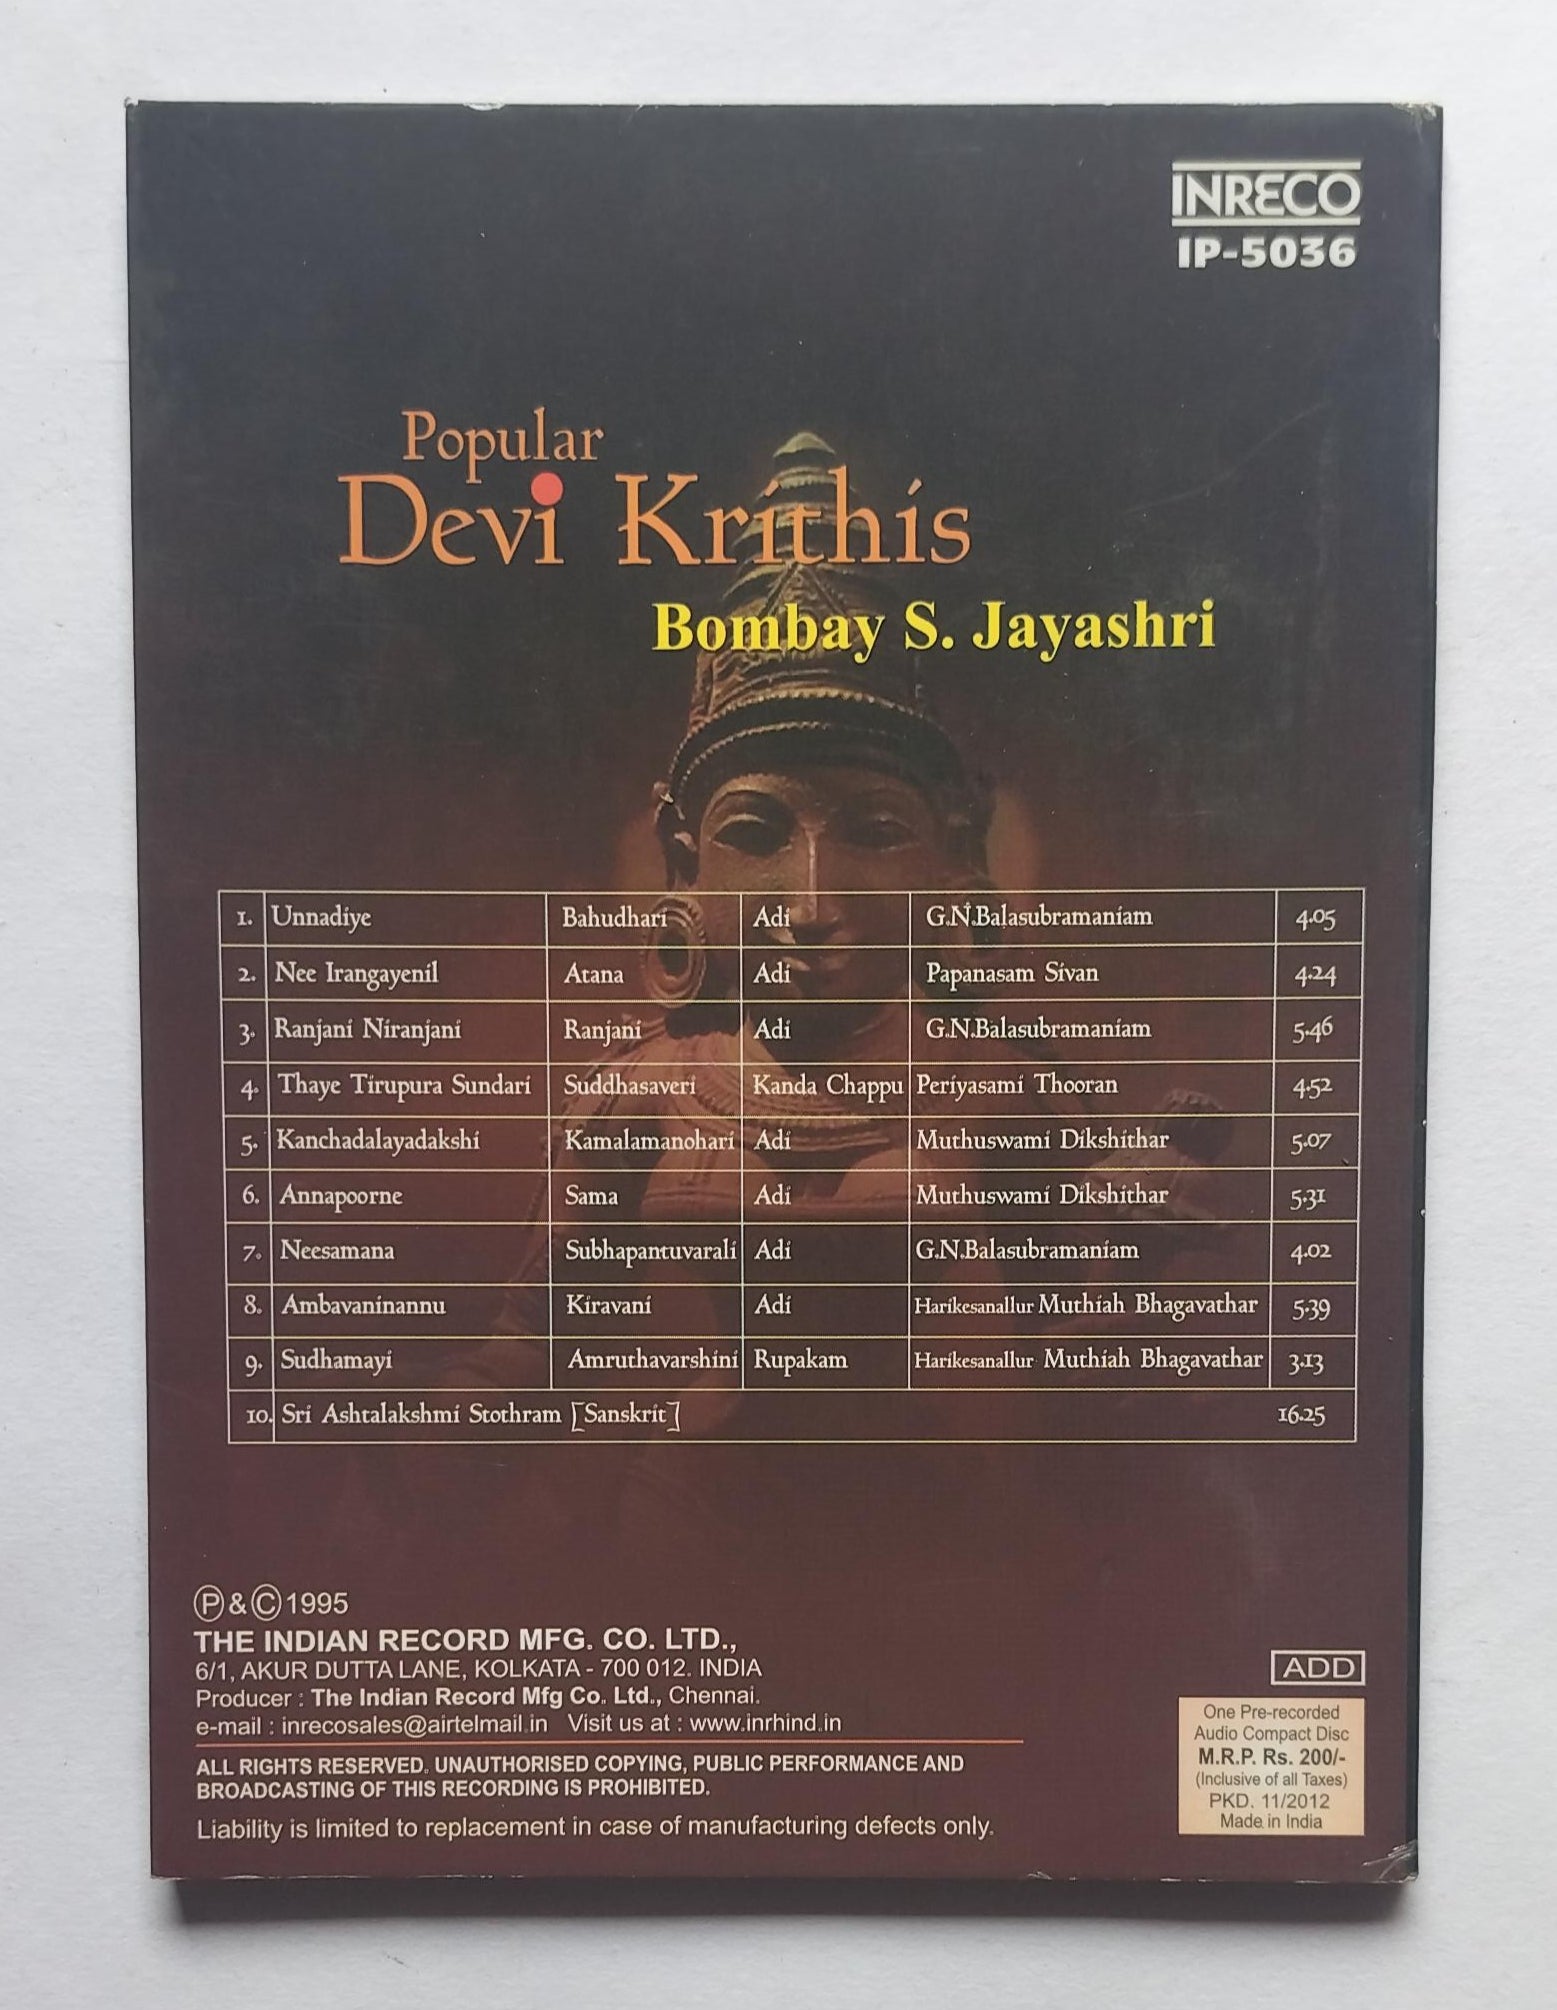 INRECO
IP-5036
Popular
Devi Krithis
Bombay S. Jayashri
1. Unnadiye Bahudhari Adi G.N.Balasubramaniam 4.05
2. Nee Irangayenil Atana Adi Papanasam Sivan 4.24
3. Ranjani Niranjani Ranjani Adi G.N.Balasubramaniam 5.46
4. Thaye Tirupura Sundari Suddhasaveri Kanda Chappu Periyasami Thooran 4.52
5. Kanchadalayadakshi Kamalamanohari Adi Muthuswami Dikshithar 5.07
6. Annapoorne Sama Adi Muthuswami Dikshithar 5.31
7. Neesamana Subhapantuvarali Adi G.N.Balasubramaniam 4.02
8. Ambavaninannu Kiravani Adi Harikesanallur Muthiah Bhagavathar 5.39
9. Sudhamayi Amruthavarshini Rupakam Harikesanallur Muthiah Bhagavathar 3.13
10. Sri Ashtalakshmi Stothram [Sanskrit] 16.25
Ⓟ & Ⓒ 1995
THE INDIAN RECORD MFG. CO. LTD.,
6/1, AKUR DUTTA LANE, KOLKATA - 700 012. INDIA
Producer : The Indian Record Mfg Co. Ltd., Chennai.
e-mail : inrecosales@airtelmail.in Visit us at : www.inrhind.in
ALL RIGHTS RESERVED. UNAUTHORISED COPYING, PUBLIC PERFORMANCE AND
BROADCASTING OF THIS RECORDING IS PROHIBITED.
Liability is limited to replacement in case of manufacturing defects only.
ADD
One Pre-recorded
Audio Compact Disc
M.R.P. Rs. 200/-
(Inclusive of all Taxes)
PKD. 11/2012
Made in India